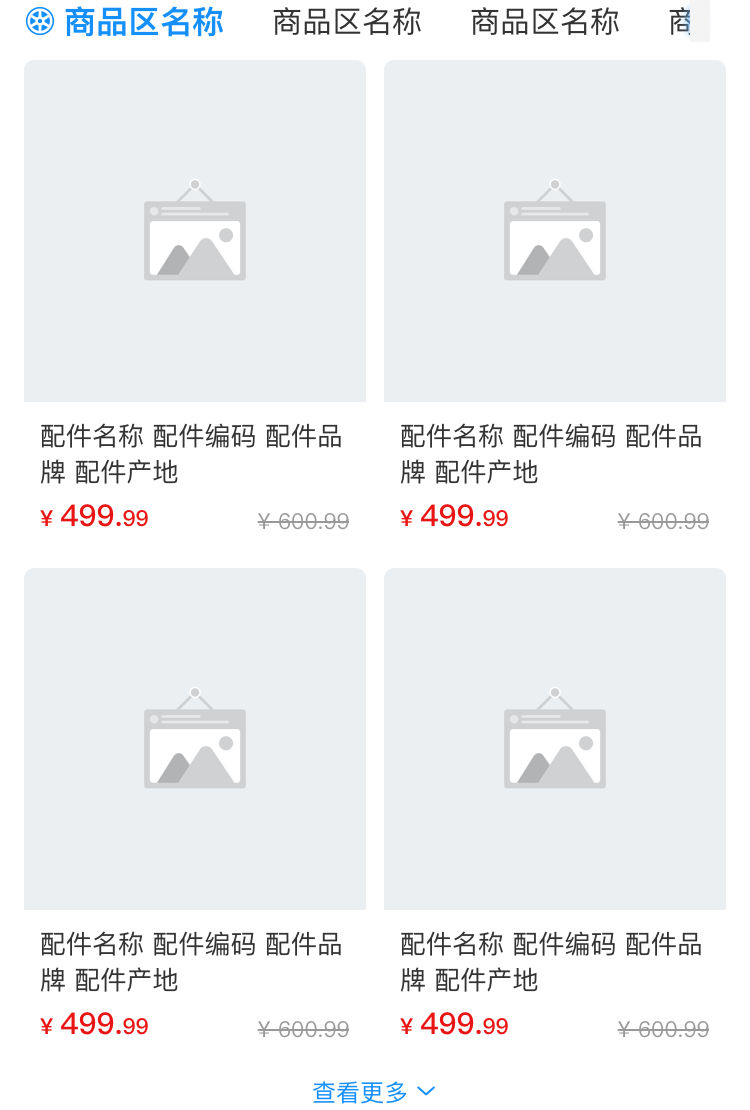 商品区名称 商品区名称 商品区名称
配件名称 配件编码 配件品 配件名称 配件编码 配件品
牌 配件产地 牌 配件产地
¥ 499.99 ¥ 600.99 ¥ 499.99 ¥ 600.99
配件名称 配件编码 配件品 配件名称 配件编码 配件品
牌 配件产地 牌 配件产地
¥ 499.99 ¥ 600.99 ¥ 499.99 ¥ 600.99
查看更多